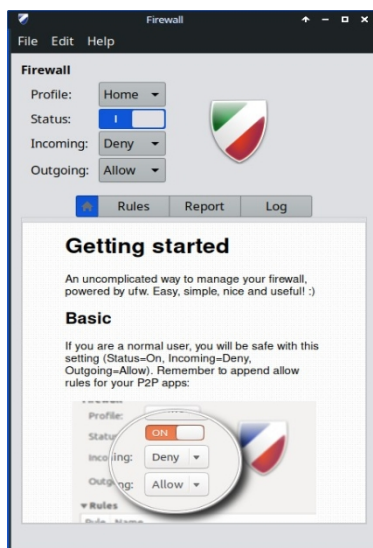 Firewall
File Edit Help
Firewall
Profile: Home
Status:
Incoming: Deny
Outgoing: Allow
Rules Report Log
Getting started
An uncomplicated way to manage your firewall,
powered by ufw. Easy, simple, nice and useful! :)
Basic
If you are a normal user, you will be safe with this
setting (Status=On, Incoming=Deny,
Outgoing=Allow). Remember to append allow
rules for your P2P apps:
Profile:
ON
ing: Deny
ng: Allow
Rules